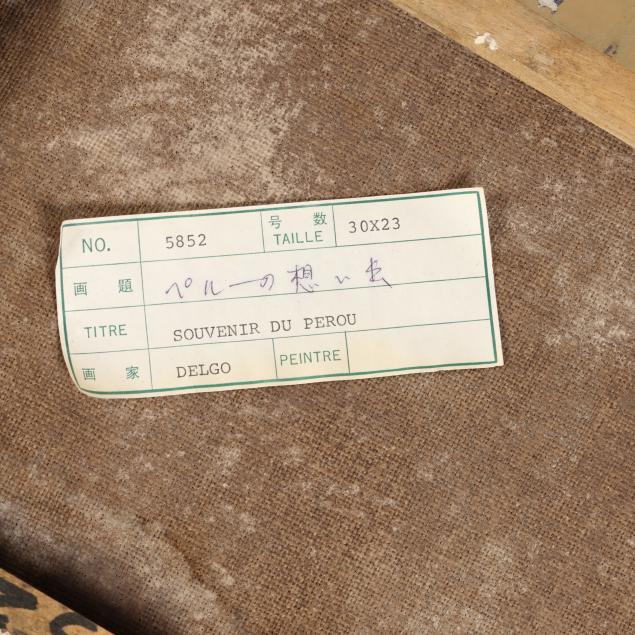 NO. 5852 号数 TAILLE 30X23
画題 ペルーの想い出
TITRE SOUVENIR DU PEROU
画家 DELGO PEINTRE